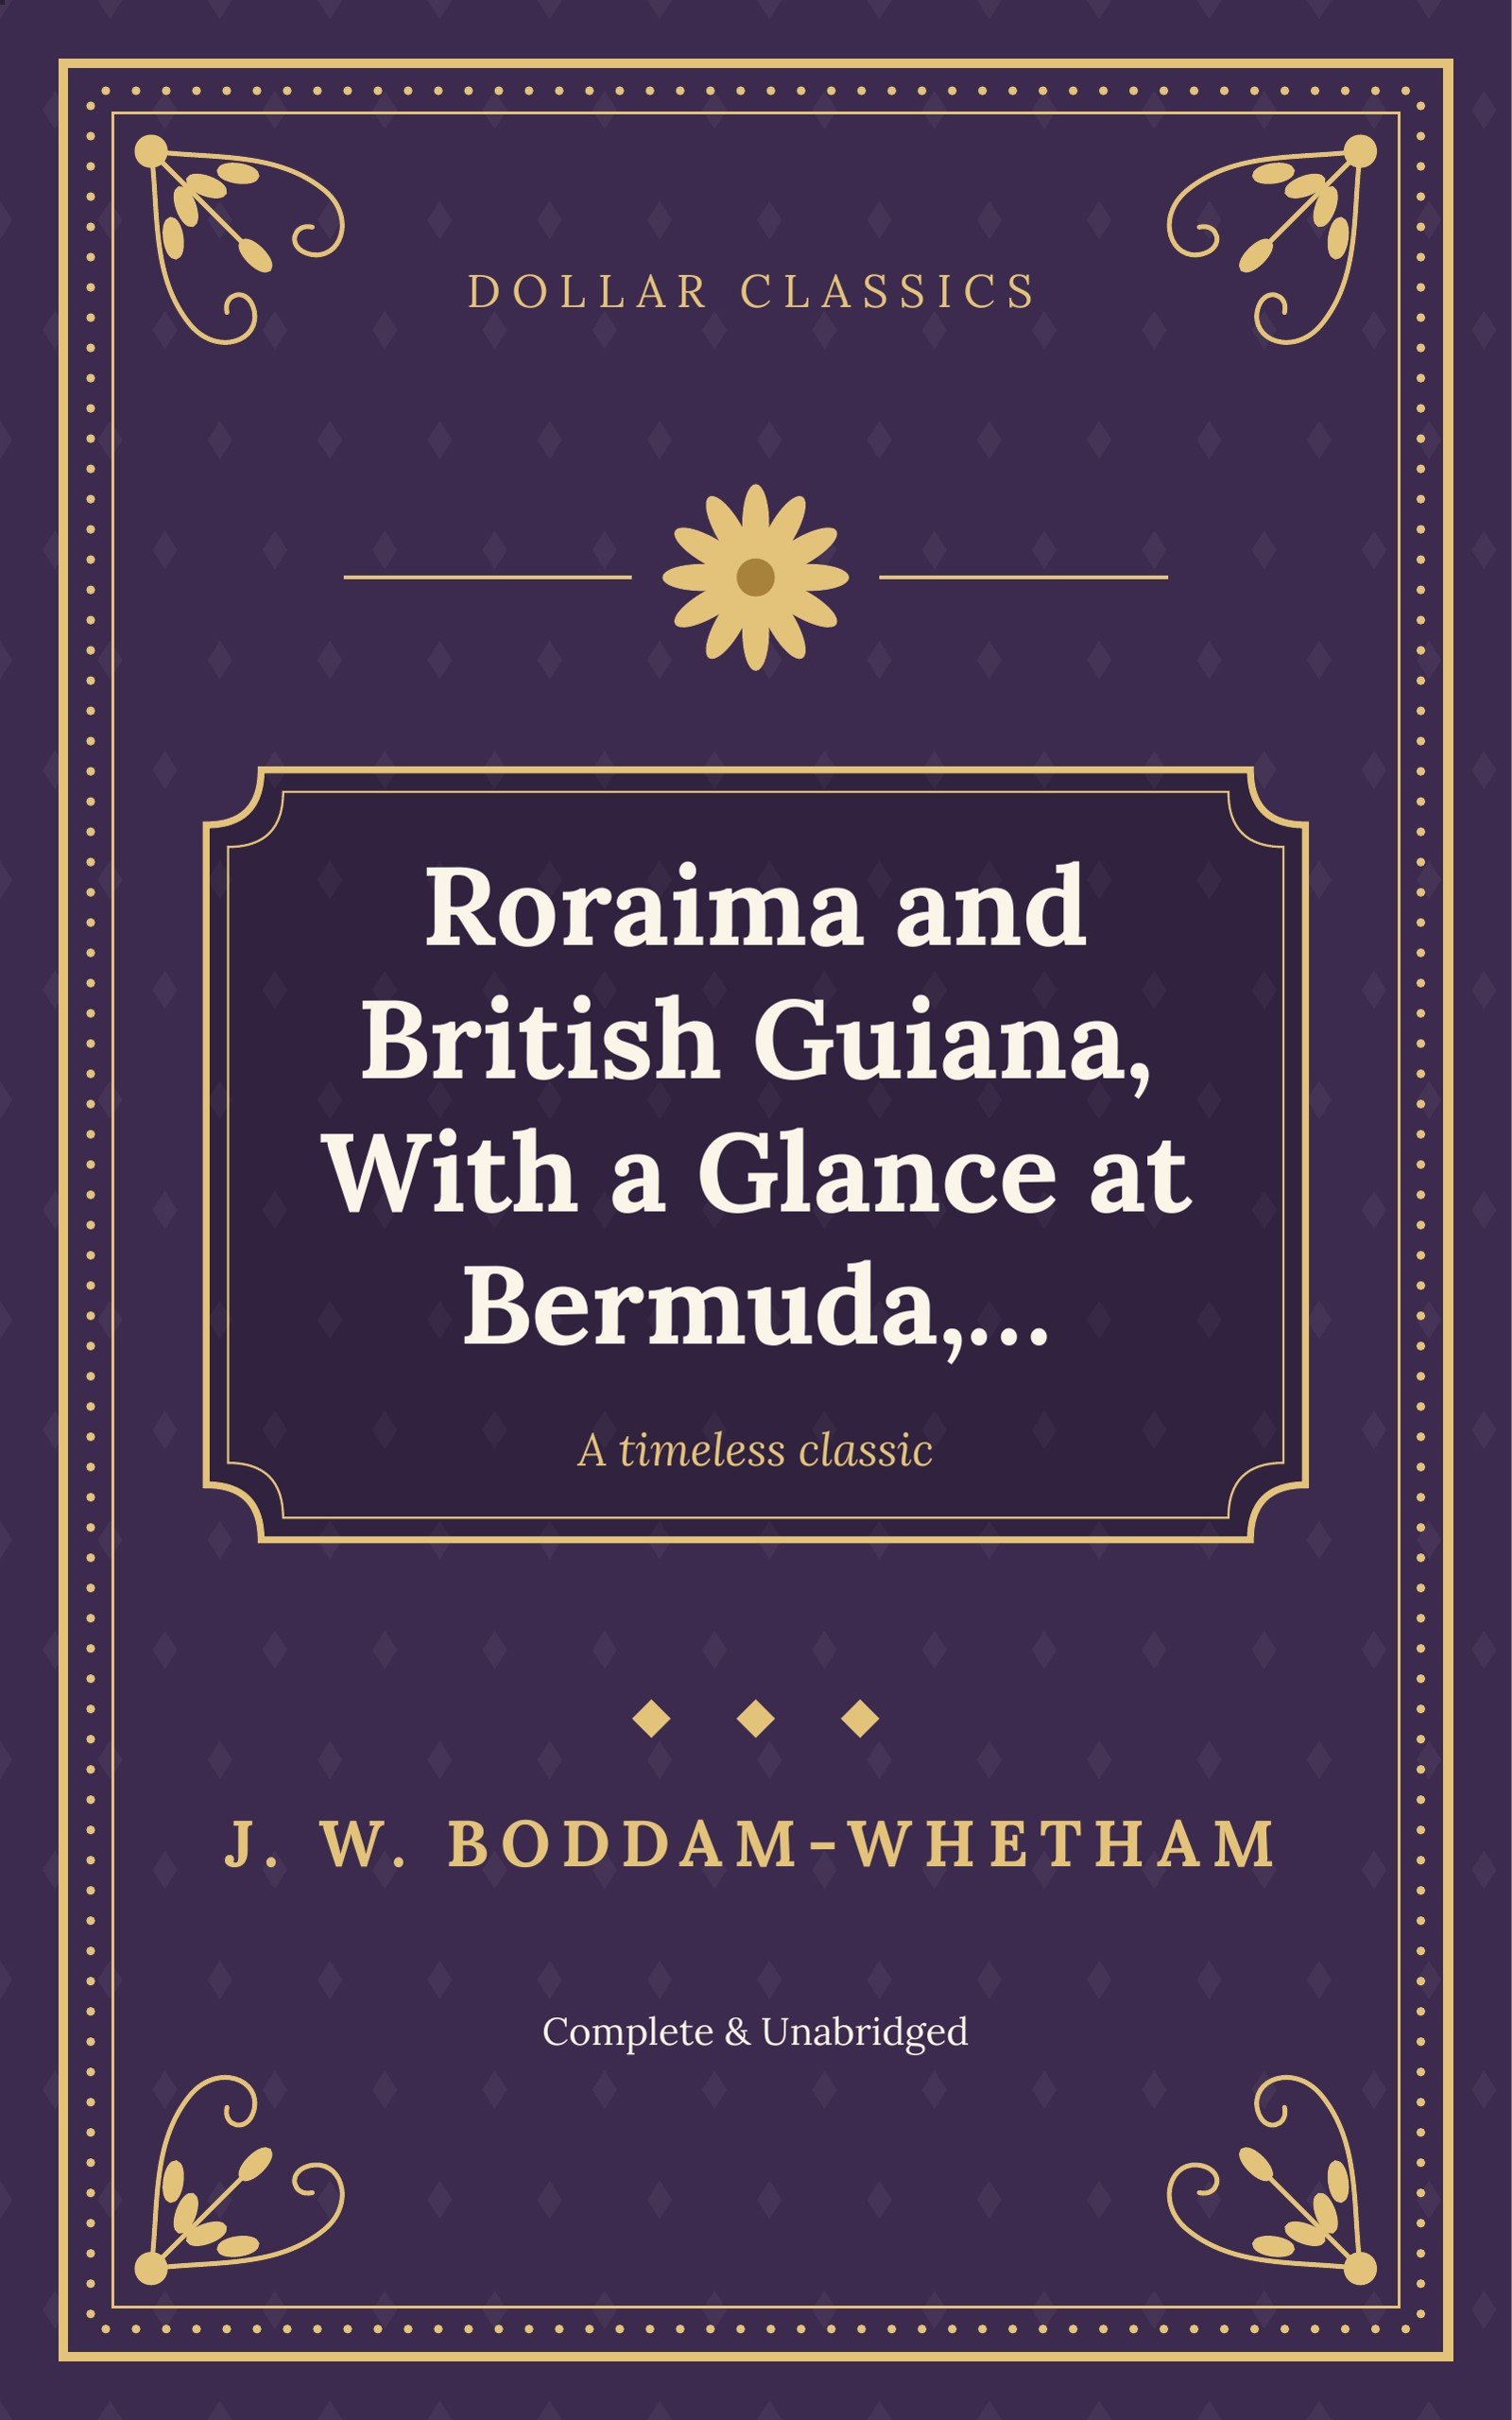 DOLLAR CLASSICS
Roraima and
British Guiana,
With a Glance at
Bermuda,...
A timeless classic
J. W. BODDAM-WHETHAM
Complete & Unabridged